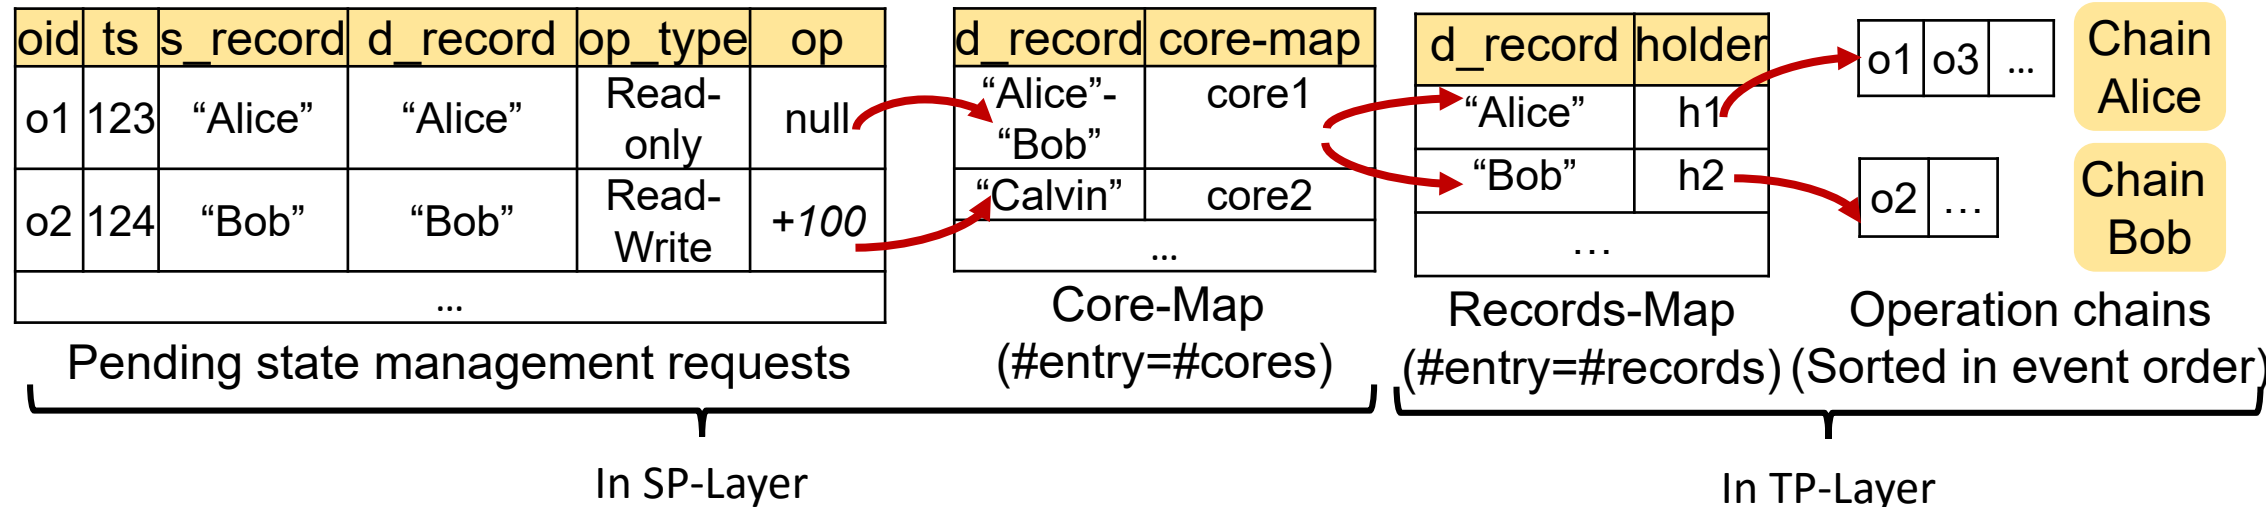 oid ts s_record d_record op_type op
o1 123 “Alice” “Alice” Read-only null
o2 124 “Bob” “Bob” Read-Write +100
...
Pending state management requests
d_record core-map
“Alice”-“Bob” core1
“Calvin” core2
...
Core-Map
(#entry=#cores)
d_record holder
“Alice” h1
“Bob” h2
...
Records-Map
(#entry=#records)
o1 o3 ...
Chain
Alice
o2 ...
Chain
Bob
Operation chains
(Sorted in event order)
In SP-Layer
In TP-Layer